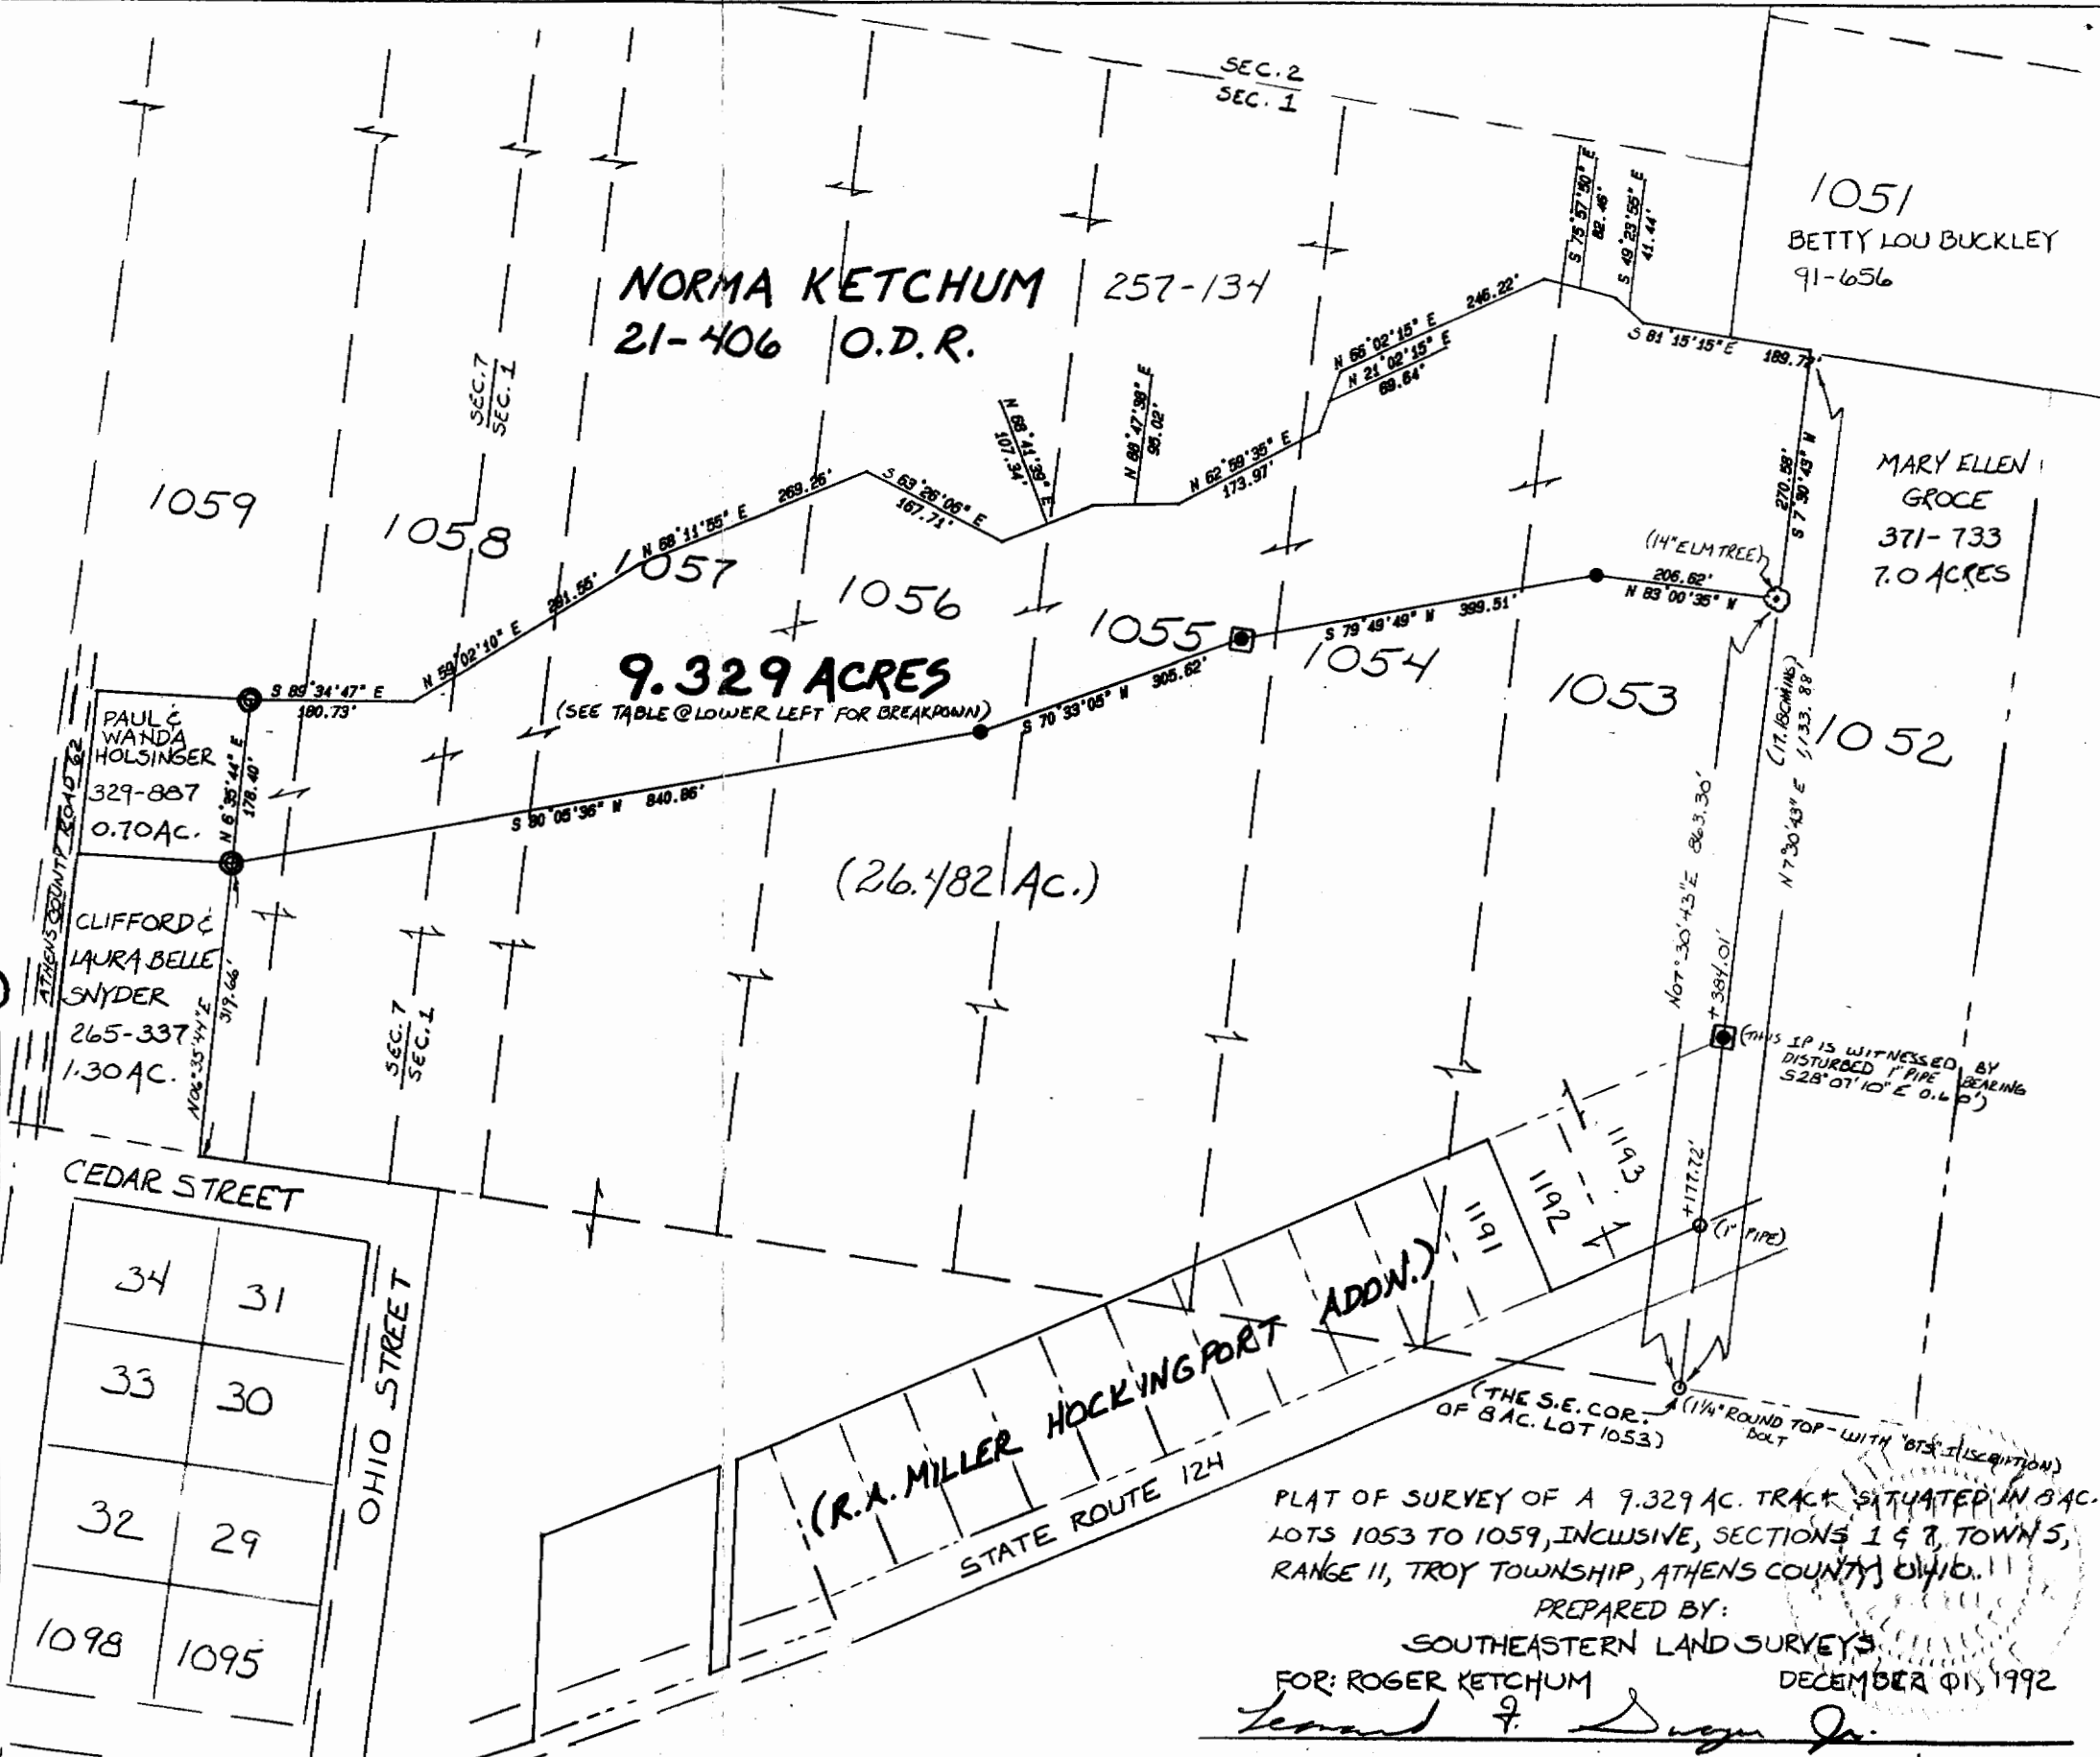 SEC. 2
SEC. 1
1051
BETTY LOU BUCKLEY
91-656
S 75°57'50" E
82.46'
S 49°23'55" E
41.44'
NORMA KETCHUM
21-406 O.D.R.
257-134
246.22'
N 66°02'15" E
N 21°02'15" E
69.64'
S 81°15'15" E 189.72'
SEC. 7
SEC. 1
N 68°41'39" E
107.34'
N 88°47'38" E
95.02'
N 62°59'35" E
173.97'
270.58'
S 7°30'43" W
MARY ELLEN
GROCE
371-733
7.0 ACRES
1059
1058
1057
1056
1055
1054
1053
1052
N 68°11'55" E 269.26'
S 63°26'06" E
167.71'
N 59°02'10" E 291.55'
(14" ELM TREE)
206.62'
N 83°00'35" W
S 79°49'49" W 399.51'
9.329 ACRES
(SEE TABLE @ LOWER LEFT FOR BREAKDOWN)
S 70°33'05" W 305.62'
S 89°34'47" E
180.73'
PAUL &
WANDA
HOLSINGER
329-887
0.70 AC.
N 6°35'44" E
178.40'
ATHENS COUNTY ROAD 62
S 80°05'36" W 840.86'
(26.482 AC.)
(17.18 CHAINS)
N 7°30'43" E 1,133.88'
N 07°30'43" E 863.30'
+384.01'
CLIFFORD &
LAURA BELLE
SNYDER
265-337
1.30 AC.
N06°35'44"E
319.66'
SEC. 7
SEC. 1
(THIS IP IS WITNESSED BY
DISTURBED 1" PIPE BEARING
S28°07'10" E 0.60')
+177.72'
(1" PIPE)
CEDAR STREET
34 31
33 30
32 29
1098 1095
OHIO STREET
1191
1192
1193
(R.A. MILLER HOCKINGPORT ADDN.)
STATE ROUTE 124
(THE S.E. COR.
OF 8 AC. LOT 1053)
(1¼" ROUND TOP - WITH "BTS" INSCRIPTION)
BOLT
PLAT OF SURVEY OF A 9.329 AC. TRACK SITUATED IN 8 AC.
LOTS 1053 TO 1059, INCLUSIVE, SECTIONS 1 & 7, TOWN 5,
RANGE 11, TROY TOWNSHIP, ATHENS COUNTY, OHIO.
PREPARED BY:
SOUTHEASTERN LAND SURVEYS
FOR: ROGER KETCHUM DECEMBER 01, 1992